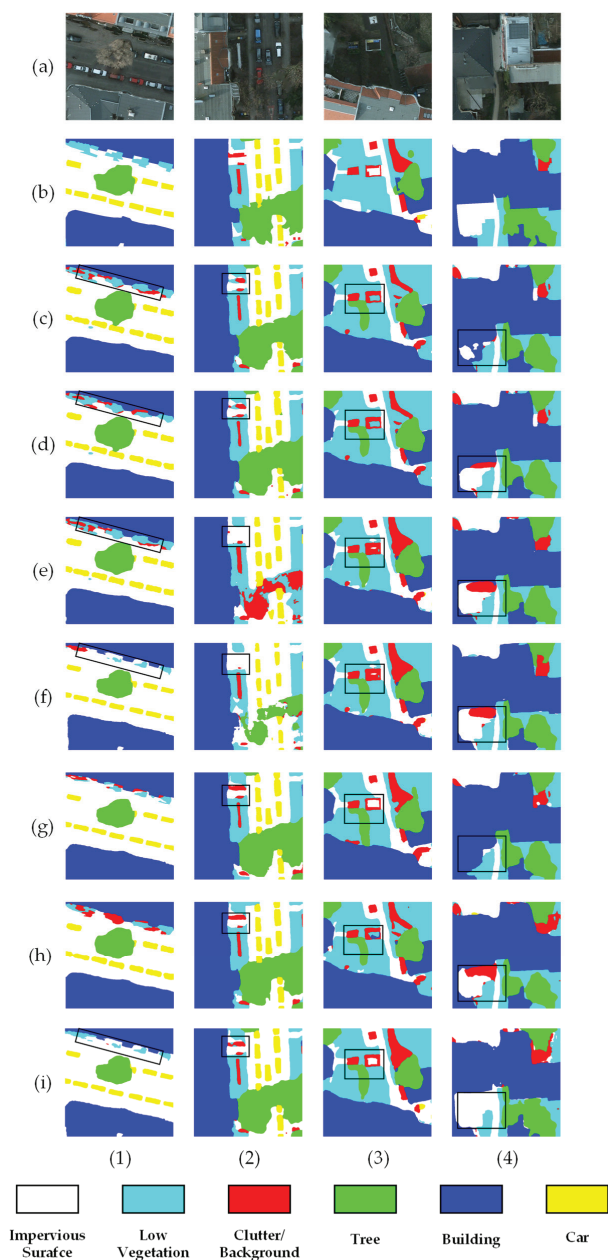 (a)
(b)
(c)
(d)
(e)
(f)
(g)
(h)
(i)
(1) (2) (3) (4)
Impervious Low Clutter/ Tree Building Car
Surafce Vegetation Background